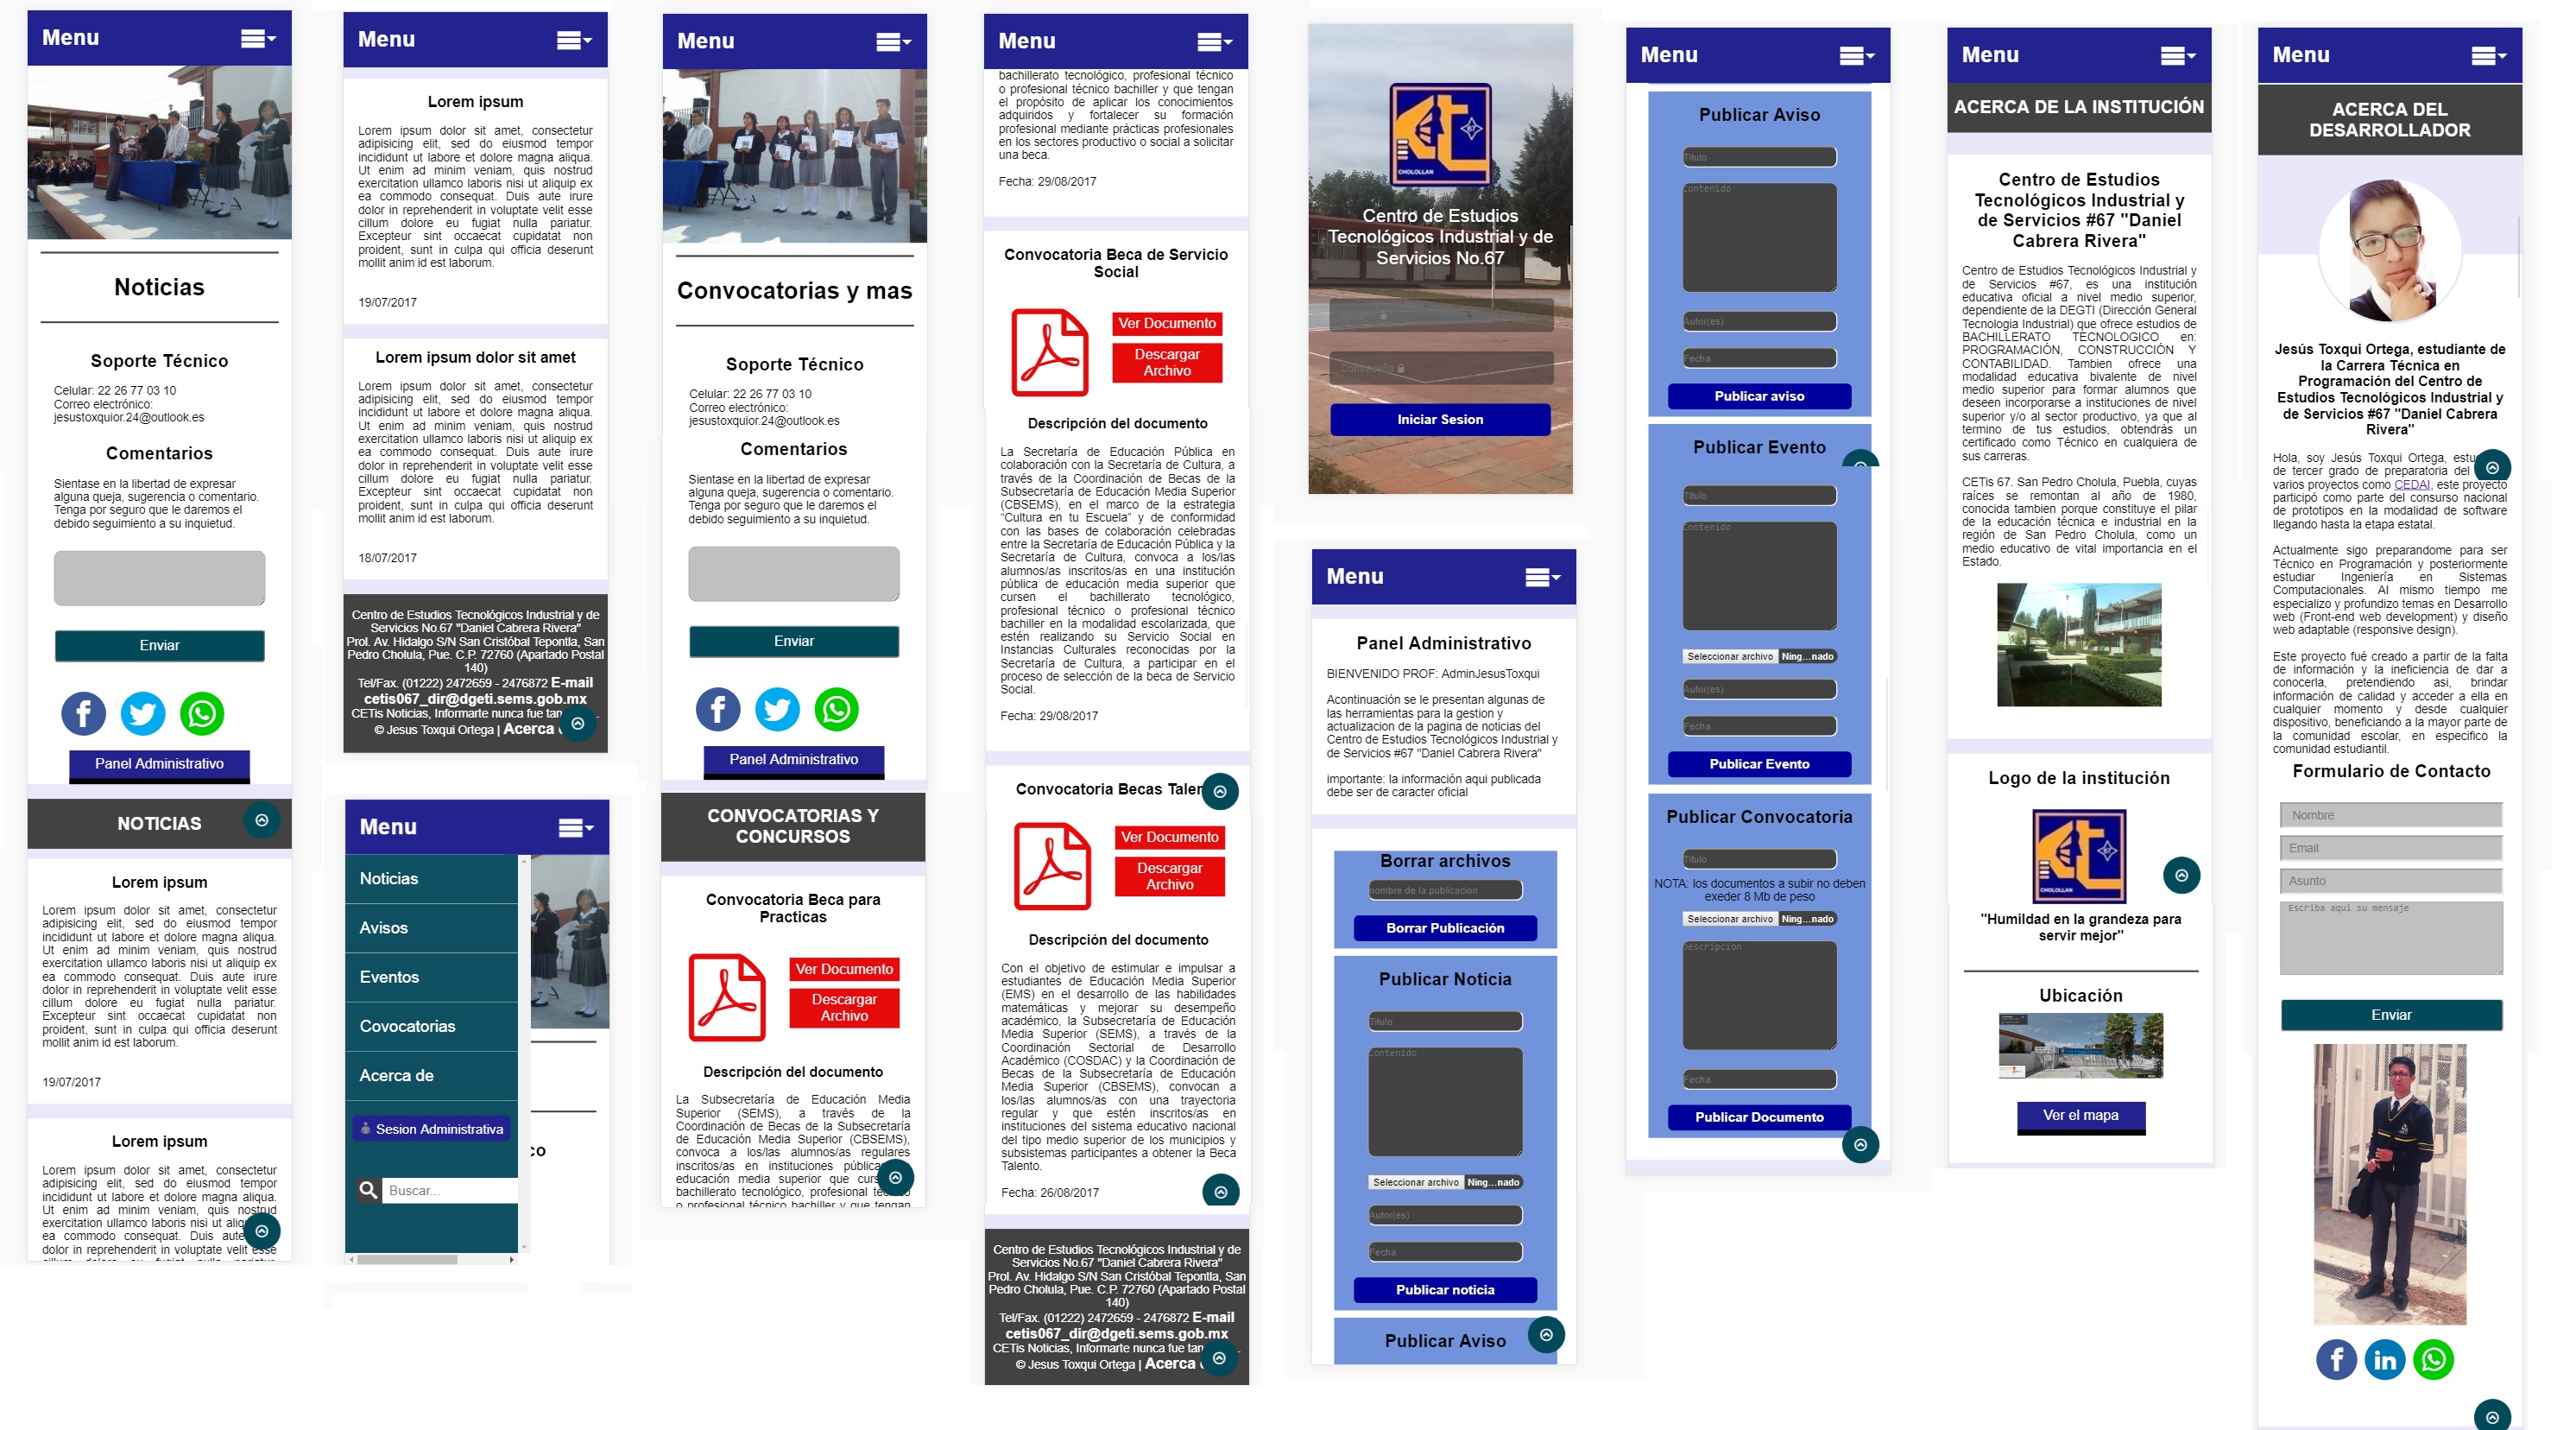 Menu
Noticias
Soporte Técnico
Celular: 22 26 77 03 10
Correo electrónico:
jesustoxquior.24@outlook.es
Comentarios
Sientase en la libertad de expresar
alguna queja, sugerencia o comentario.
Tenga por seguro que le daremos el
debido seguimiento a su inquietud.
Enviar
Panel Administrativo
NOTICIAS
Lorem ipsum
Lorem ipsum dolor sit amet, consectetur
adipisicing elit, sed do eiusmod tempor
incididunt ut labore et dolore magna aliqua.
Ut enim ad minim veniam, quis nostrud
exercitation ullamco laboris nisi ut aliquip ex
ea commodo consequat. Duis aute irure
dolor in reprehenderit in voluptate velit esse
cillum dolore eu fugiat nulla pariatur.
Excepteur sint occaecat cupidatat non
proident, sunt in culpa qui officia deserunt
mollit anim id est laborum.
19/07/2017
Lorem ipsum
Lorem ipsum dolor sit amet, consectetur
adipisicing elit, sed do eiusmod tempor
incididunt ut labore et dolore magna aliqua.
Ut enim ad minim veniam, quis nostrud
exercitation ullamco laboris nisi ut aliq
ea commodo consequat. Duis aute
dolor in reprehenderit in voluptate velit esse
Menu
Lorem ipsum
Lorem ipsum dolor sit amet, consectetur
adipisicing elit, sed do eiusmod tempor
incididunt ut labore et dolore magna aliqua.
Ut enim ad minim veniam, quis nostrud
exercitation ullamco laboris nisi ut aliquip ex
ea commodo consequat. Duis aute irure
dolor in reprehenderit in voluptate velit esse
cillum dolore eu fugiat nulla pariatur.
Excepteur sint occaecat cupidatat non
proident, sunt in culpa qui officia deserunt
mollit anim id est laborum.
19/07/2017
Lorem ipsum dolor sit amet
Lorem ipsum dolor sit amet, consectetur
adipisicing elit, sed do eiusmod tempor
incididunt ut labore et dolore magna aliqua.
Ut enim ad minim veniam, quis nostrud
exercitation ullamco laboris nisi ut aliquip ex
ea commodo consequat. Duis aute irure
dolor in reprehenderit in voluptate velit esse
cillum dolore eu fugiat nulla pariatur.
Excepteur sint occaecat cupidatat non
proident, sunt in culpa qui officia deserunt
mollit anim id est laborum.
18/07/2017
Centro de Estudios Tecnológicos Industrial y de
Servicios No.67 "Daniel Cabrera Rivera"
Prol. Av. Hidalgo S/N San Cristóbal Tepontla, San
Pedro Cholula, Pue. C.P. 72760 (Apartado Postal
140)
Tel/Fax. (01222) 2472659 - 2476872 E-mail
cetis067_dir@dgeti.sems.gob.mx
CETis Noticias, Informarte nunca fue tan
© Jesus Toxqui Ortega | Acerca
Menu
Noticias
Avisos
Eventos
Covocatorias
Acerca de
Sesion Administrativa
Buscar...
co
Menu
Convocatorias y mas
Soporte Técnico
Celular: 22 26 77 03 10
Correo electrónico:
jesustoxquior.24@outlook.es
Comentarios
Sientase en la libertad de expresar
alguna queja, sugerencia o comentario.
Tenga por seguro que le daremos el
debido seguimiento a su inquietud.
Enviar
Panel Administrativo
CONVOCATORIAS Y
CONCURSOS
Convocatoria Beca para
Practicas
Ver Documento
Descargar
Archivo
Descripción del documento
La Subsecretaría de Educación Media
Superior (SEMS), a través de la
Coordinación de Becas de la Subsecretaría
de Educación Media Superior (CBSEMS),
convoca a los/las alumnos/as regulares
inscritos/as en instituciones pública
educación media superior que curs
bachillerato tecnológico, profesional
o profesional técnico bachiller y que tengan
Menu
bachillerato tecnológico, profesional técnico
o profesional técnico bachiller y que tengan
el propósito de aplicar los conocimientos
adquiridos y fortalecer su formación
profesional mediante prácticas profesionales
en los sectores productivo o social a solicitar
una beca.
Fecha: 29/08/2017
Convocatoria Beca de Servicio
Social
Ver Documento
Descargar
Archivo
Descripción del documento
La Secretaría de Educación Pública en
colaboración con la Secretaría de Cultura, a
través de la Coordinación de Becas de la
Subsecretaría de Educación Media Superior
(CBSEMS), en el marco de la estrategia
“Cultura en tu Escuela” y de conformidad
con las bases de colaboración celebradas
entre la Secretaría de Educación Pública y la
Secretaría de Cultura, convoca a los/las
alumnos/as inscritos/as en una institución
pública de educación media superior que
cursen el bachillerato tecnológico,
profesional técnico o profesional técnico
bachiller en la modalidad escolarizada, que
estén realizando su Servicio Social en
Instancias Culturales reconocidas por la
Secretaría de Cultura, a participar en el
proceso de selección de la beca de Servicio
Social.
Fecha: 29/08/2017
Convocatoria Becas Taler
Ver Documento
Descargar
Archivo
Descripción del documento
Con el objetivo de estimular e impulsar a
estudiantes de Educación Media Superior
(EMS) en el desarrollo de las habilidades
matemáticas y mejorar su desempeño
académico, la Subsecretaría de Educación
Media Superior (SEMS), a través de la
Coordinación Sectorial de Desarrollo
Académico (COSDAC) y la Coordinación de
Becas de la Subsecretaría de Educación
Media Superior (CBSEMS), convocan a
los/las alumnos/as con una trayectoria
regular y que estén inscritos/as en
instituciones del sistema educativo nacional
del tipo medio superior de los municipios y
subsistemas participantes a obtener la Beca
Talento.
Fecha: 26/08/2017
Centro de Estudios Tecnológicos Industrial y de
Servicios No.67 "Daniel Cabrera Rivera"
Prol. Av. Hidalgo S/N San Cristóbal Tepontla, San
Pedro Cholula, Pue. C.P. 72760 (Apartado Postal
140)
Tel/Fax. (01222) 2472659 - 2476872 E-mail
cetis067_dir@dgeti.sems.gob.mx
CETis Noticias, Informarte nunca fue tan
© Jesus Toxqui Ortega | Acerca
67
CHOLOLLAN
Centro de Estudios
Tecnológicos Industrial y de
Servicios No.67
Usuario
Contraseña
Iniciar Sesion
Menu
Panel Administrativo
BIENVENIDO PROF: AdminJesusToxqui
Acontinuación se le presentan algunas de
las herramientas para la gestion y
actualizacion de la pagina de noticias del
Centro de Estudios Tecnológicos Industrial y
de Servicios #67 "Daniel Cabrera Rivera"
importante: la información aqui publicada
debe ser de caracter oficial
Borrar archivos
nombre de la publicacion
Borrar Publicación
Publicar Noticia
Titulo
Contenido
Seleccionar archivo Ning...nado
Autor(es)
Fecha
Publicar noticia
Publicar Aviso
Menu
Publicar Aviso
Titulo
Contenido
Autor(es)
Fecha
Publicar aviso
Publicar Evento
Titulo
Contenido
Seleccionar archivo Ning...nado
Autor(es)
Fecha
Publicar Evento
Publicar Convocatoria
Titulo
NOTA: los documentos a subir no deben
exeder 8 Mb de peso
Seleccionar archivo Ning...nado
Descripcion
Fecha
Publicar Documento
Menu
ACERCA DE LA INSTITUCIÓN
Centro de Estudios
Tecnológicos Industrial y
de Servicios #67 "Daniel
Cabrera Rivera"
Centro de Estudios Tecnológicos Industrial y
de Servicios #67, es una institución
educativa oficial a nivel medio superior,
dependiente de la DEGTI (Dirección General
Tecnologia Industrial) que ofrece estudios de
BACHILLERATO TECNOLOGICO en:
PROGRAMACIÓN, CONSTRUCCIÓN Y
CONTABILIDAD. Tambien ofrece una
modalidad educativa bivalente de nivel
medio superior para formar alumnos que
deseen incorporarse a instituciones de nivel
superior y/o al sector productivo, ya que al
termino de tus estudios, obtendrás un
certificado como Técnico en cualquiera de
sus carreras.
CETis 67. San Pedro Cholula, Puebla, cuyas
raíces se remontan al año de 1980,
conocida tambien porque constituye el pilar
de la educación técnica e industrial en la
región de San Pedro Cholula, como un
medio educativo de vital importancia en el
Estado.
Logo de la institución
67
CHOLOLLAN
"Humildad en la grandeza para
servir mejor"
Ubicación
Ver el mapa
Menu
ACERCA DEL
DESARROLLADOR
Jesús Toxqui Ortega, estudiante de
la Carrera Técnica en
Programación del Centro de
Estudios Tecnológicos Industrial y
de Servicios #67 "Daniel Cabrera
Rivera"
Hola, soy Jesús Toxqui Ortega, estu
de tercer grado de preparatoria del
varios proyectos como CEDAI, este proyecto
participó como parte del consurso nacional
de prototipos en la modalidad de software
llegando hasta la etapa estatal.
Actualmente sigo preparandome para ser
Técnico en Programación y posteriormente
estudiar Ingeniería en Sistemas
Computacionales. Al mismo tiempo me
especializo y profundizo temas en Desarrollo
web (Front-end web development) y diseño
web adaptable (responsive design).
Este proyecto fué creado a partir de la falta
de información y la ineficiencia de dar a
conocerla, pretendiendo asi, brindar
información de calidad y acceder a ella en
cualquier momento y desde cualquier
dispositivo, beneficiando a la mayor parte de
la comunidad escolar, en especifico la
comunidad estudiantil.
Formulario de Contacto
Nombre
Email
Asunto
Escriba aqui su mensaje
Enviar